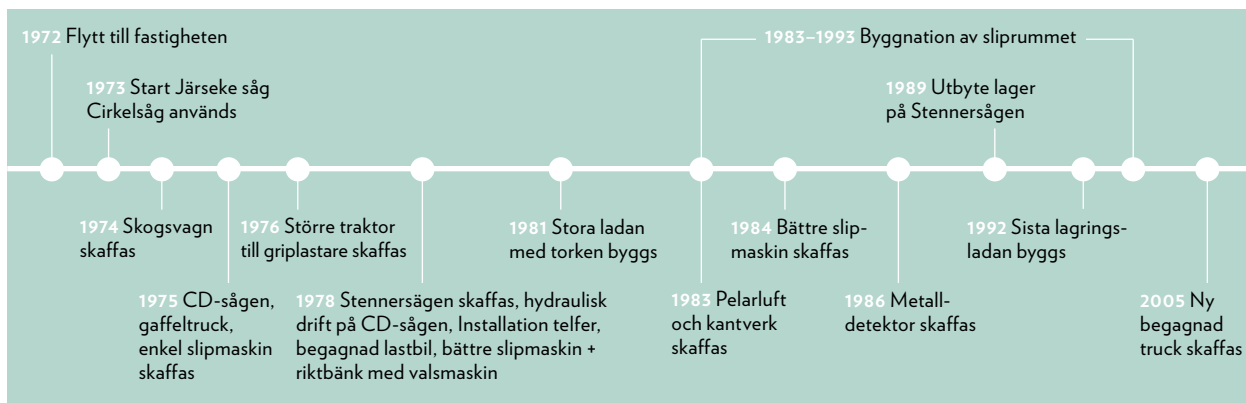 1972 Flytt till fastigheten
1983–1993 Byggnation av sliprummet
1973 Start Järseke såg
Cirkelsåg används
1989 Utbyte lager
på Stennersågen
1974 Skogsvagn
skaffas
1976 Större traktor
till griplastare skaffas
1981 Stora ladan
med torken byggs
1984 Bättre slip-
maskin skaffas
1992 Sista lagrings-
ladan byggs
1975 CD-sågen,
gaffeltruck,
enkel slipmaskin
skaffas
1978 Stennersägen skaffas, hydraulisk
drift på CD-sågen, Installation telfer,
begagnad lastbil, bättre slipmaskin +
riktbänk med valsmaskin
1983 Pelarluft
och kantverk
skaffas
1986 Metall-
detektor skaffas
2005 Ny
begagnad
truck skaffas